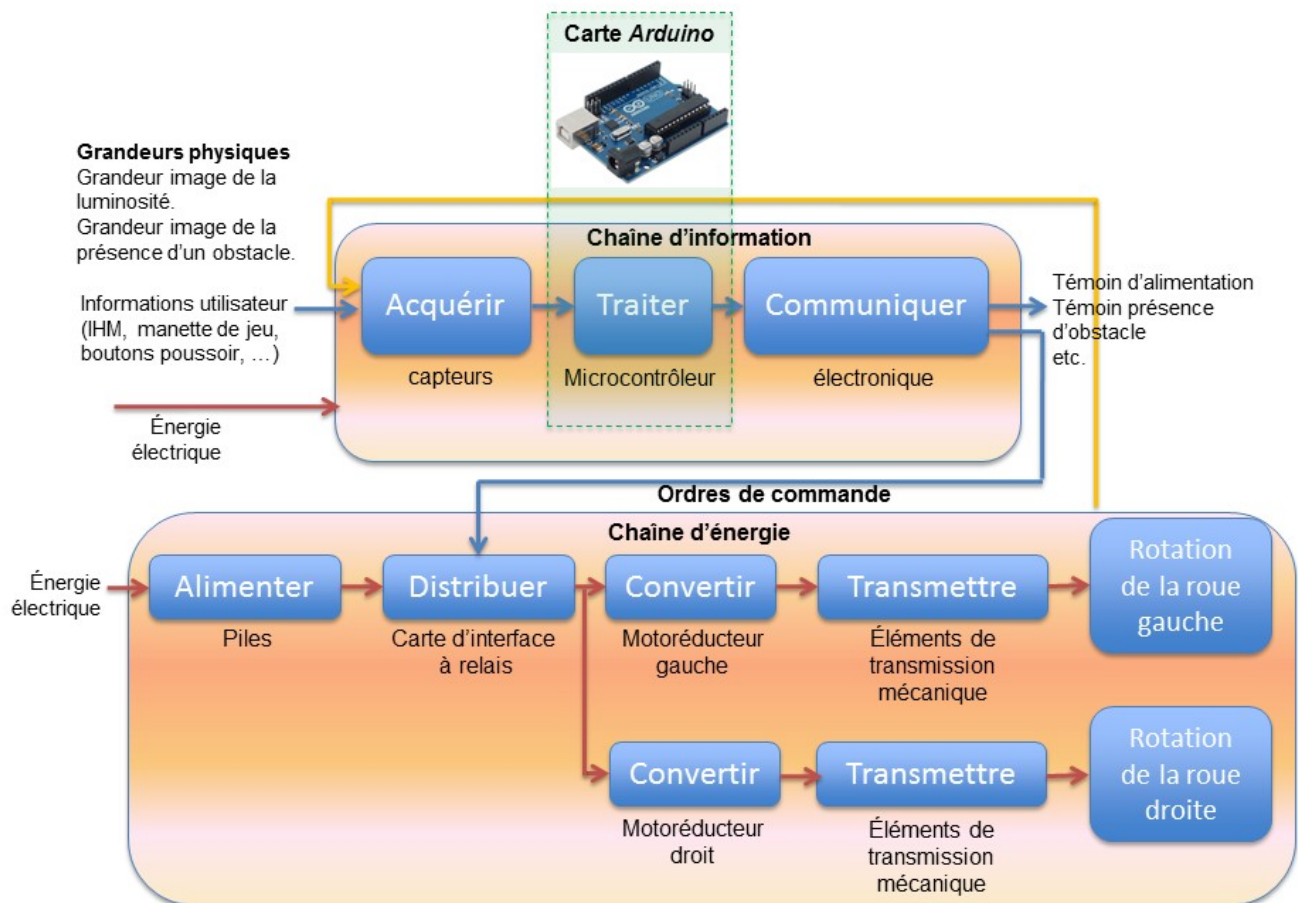 Carte Arduino
Grandeurs physiques
Grandeur image de la
luminosité.
Grandeur image de la
présence d'un obstacle.
Informations utilisateur
(IHM, manette de jeu,
boutons poussoir, …)
Énergie
électrique
Chaîne d'information
Acquérir
capteurs
Traiter
Microcontrôleur
Communiquer
électronique
Témoin d'alimentation
Témoin présence
d'obstacle
etc.
Ordres de commande
Chaîne d'énergie
Énergie
électrique
Alimenter
Piles
Distribuer
Carte d'interface
à relais
Convertir
Motoréducteur
gauche
Transmettre
Éléments de
transmission
mécanique
Rotation
de la roue
gauche
Convertir
Motoréducteur
droit
Transmettre
Éléments de
transmission
mécanique
Rotation
de la roue
droite